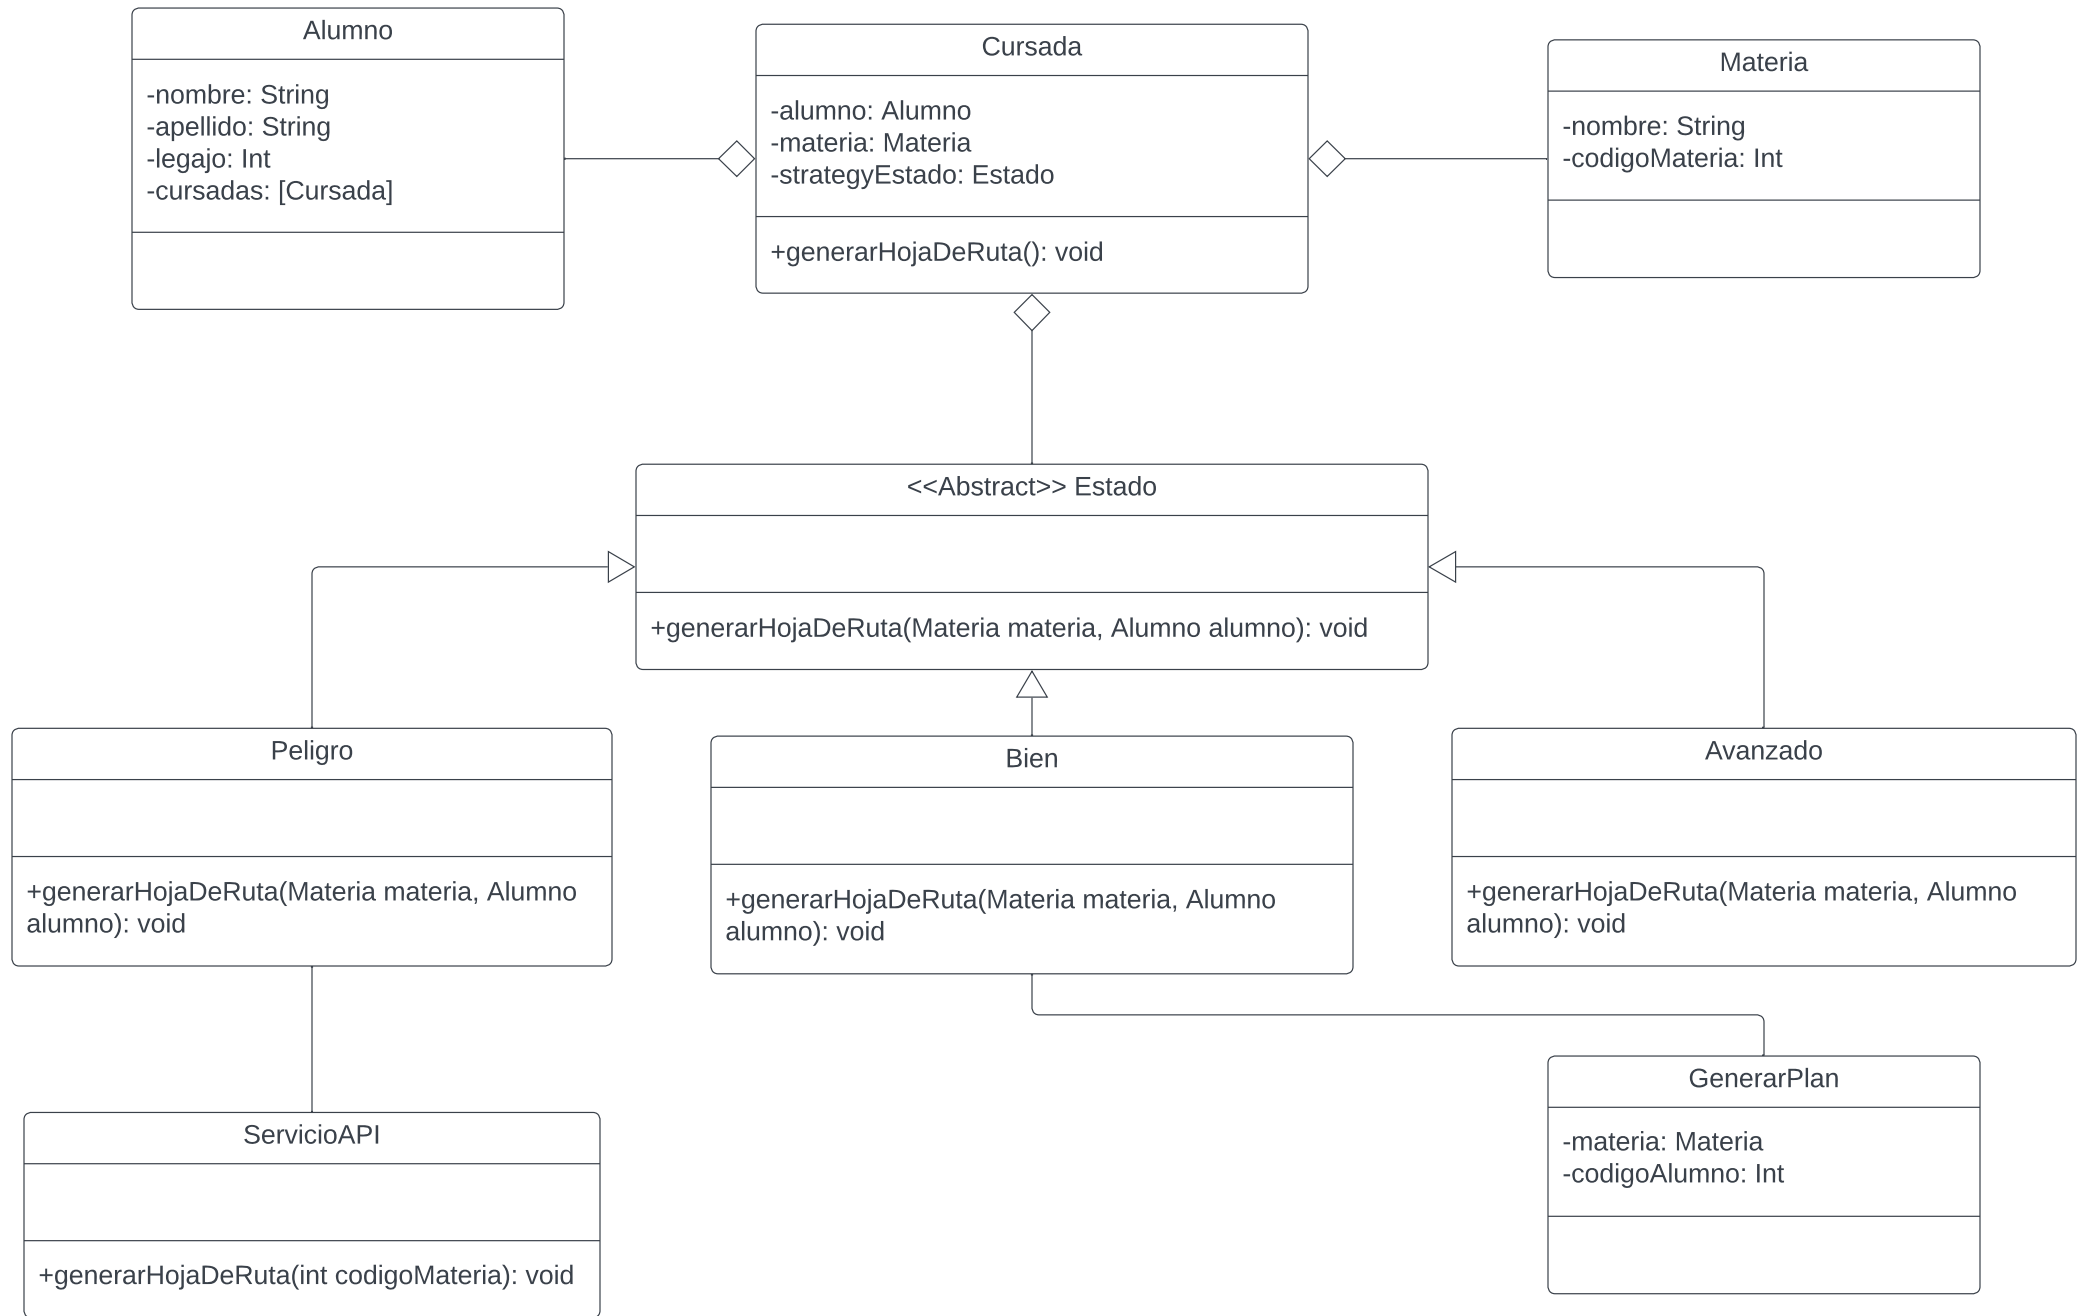 Alumno
-nombre: String
-apellido: String
-legajo: Int
-cursadas: [Cursada]
Cursada
-alumno: Alumno
-materia: Materia
-strategyEstado: Estado
+generarHojaDeRuta(): void
Materia
-nombre: String
-codigoMateria: Int
<<Abstract>> Estado
+generarHojaDeRuta(Materia materia, Alumno alumno): void
Peligro
+generarHojaDeRuta(Materia materia, Alumno
alumno): void
Bien
+generarHojaDeRuta(Materia materia, Alumno
alumno): void
Avanzado
+generarHojaDeRuta(Materia materia, Alumno
alumno): void
ServicioAPI
+generarHojaDeRuta(int codigoMateria): void
GenerarPlan
-materia: Materia
-codigoAlumno: Int